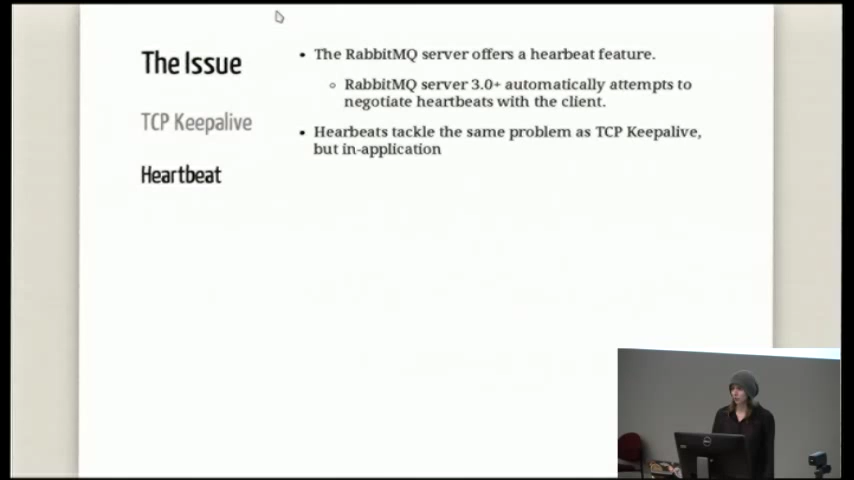 The Issue
TCP Keepalive
Heartbeat
• The RabbitMQ server offers a hearbeat feature.
◦ RabbitMQ server 3.0+ automatically attempts to
negotiate heartbeats with the client.
• Hearbeats tackle the same problem as TCP Keepalive,
but in-application